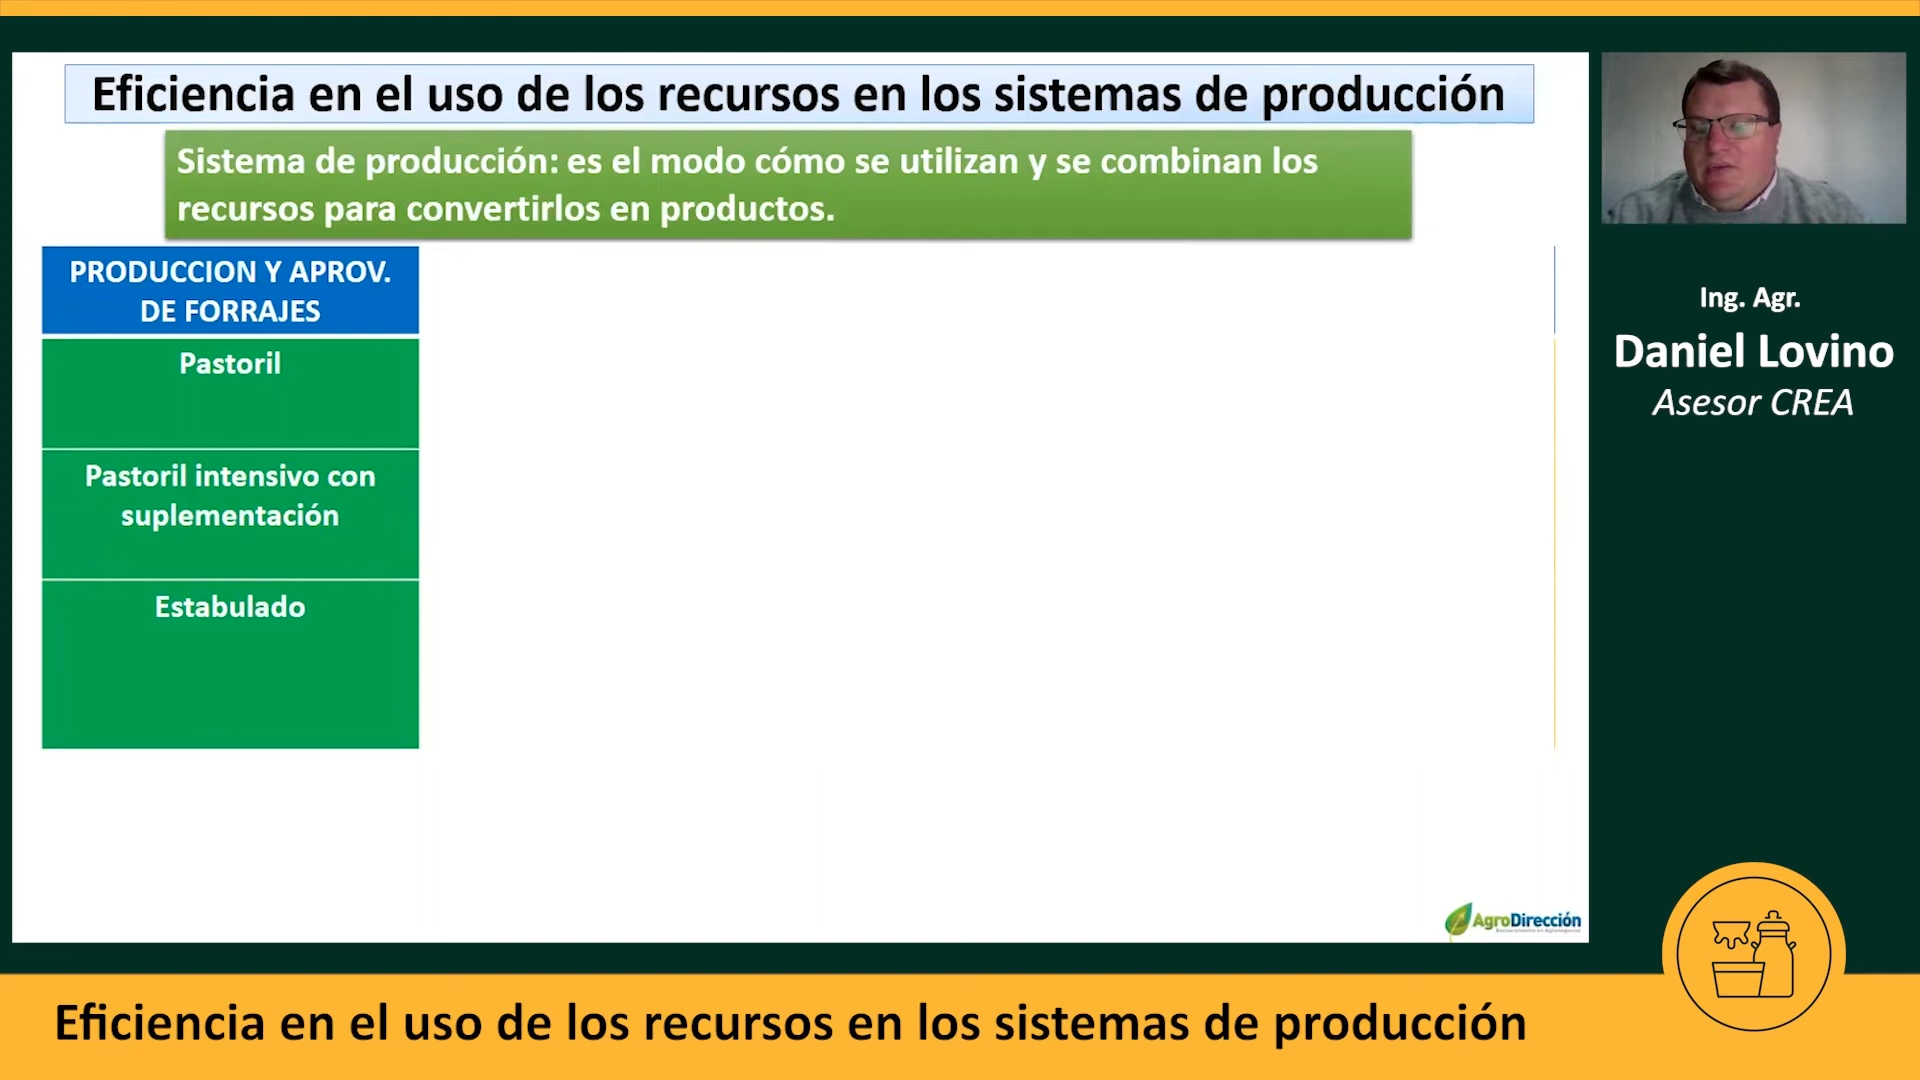 Eficiencia en el uso de los recursos en los sistemas de producción
Sistema de producción: es el modo cómo se utilizan y se combinan los
recursos para convertirlos en productos.
PRODUCCION Y APROV.
DE FORRAJES
Pastoril
Pastoril intensivo con
suplementación
Estabulado
Ing. Agr.
Daniel Lovino
Asesor CREA
AgroDirección
Eficiencia en el uso de los recursos en los sistemas de producción